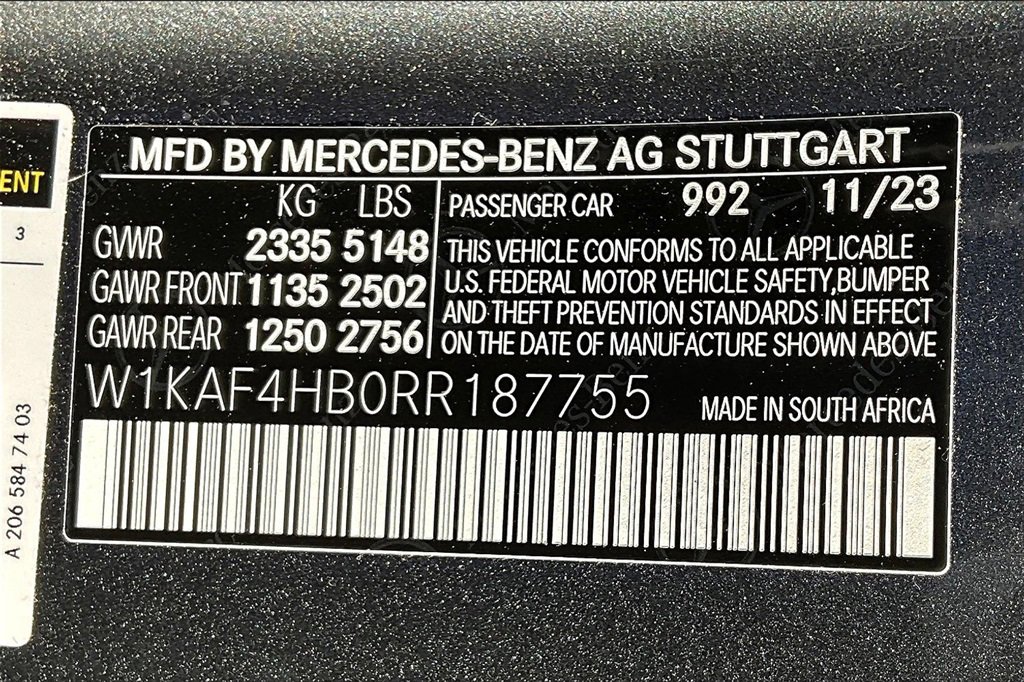 MFD BY MERCEDES-BENZ AG STUTTGART
KG LBS
GVWR 2335 5148
GAWR FRONT 1135 2502
GAWR REAR 1250 2756
PASSENGER CAR 992 11/23
THIS VEHICLE CONFORMS TO ALL APPLICABLE
U.S. FEDERAL MOTOR VEHICLE SAFETY,BUMPER
AND THEFT PREVENTION STANDARDS IN EFFECT
ON THE DATE OF MANUFACTURE SHOWN ABOVE
W1KAF4HB0RR187755
MADE IN SOUTH AFRICA
ENT
3
A 206 584 74 03